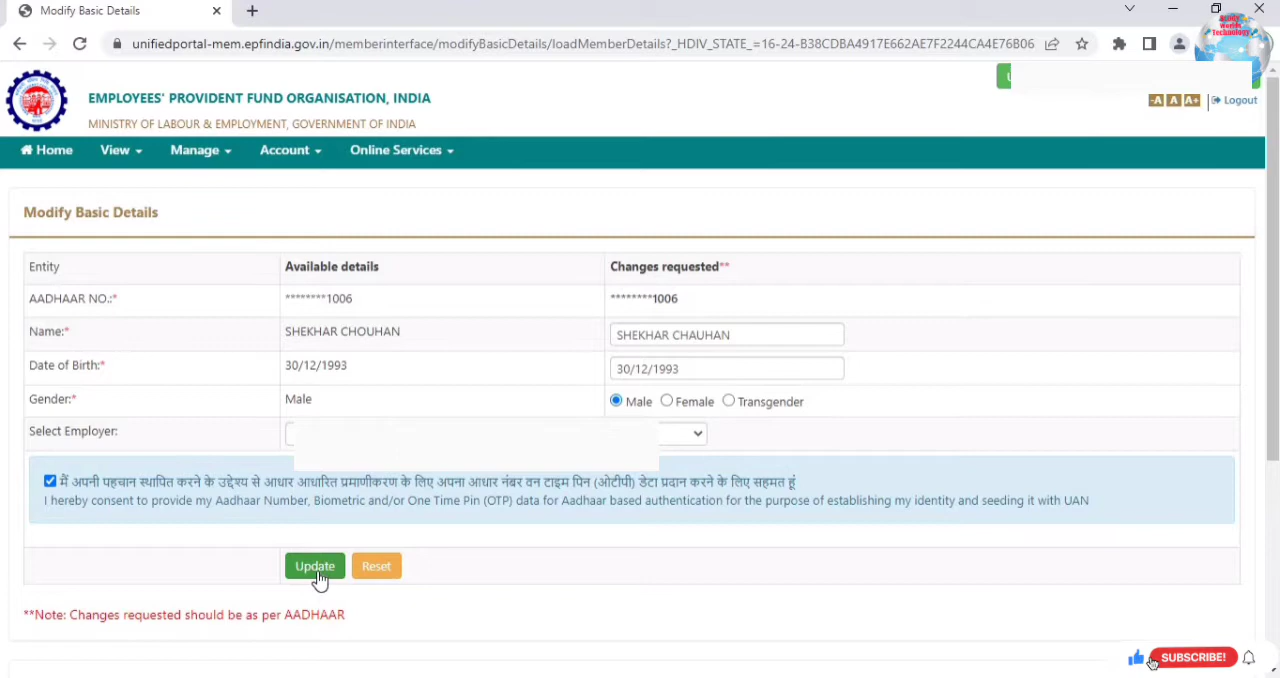 Modify Basic Details
unifiedportal-mem.epfindia.gov.in/memberinterface/modifyBasicDetails/loadMemberDetails?_HDIV_STATE_=16-24-B38CDBA4917E662AE7F2244CA4E76B06
Study
Worlds
Technology
EMPLOYEES' PROVIDENT FUND ORGANISATION, INDIA
MINISTRY OF LABOUR & EMPLOYMENT, GOVERNMENT OF INDIA
-A A A+ Logout
Home View Manage Account Online Services
Modify Basic Details
Entity Available details Changes requested**
AADHAAR NO.:* ********1006 ********1006
Name:* SHEKHAR CHOUHAN SHEKHAR CHAUHAN
Date of Birth:* 30/12/1993 30/12/1993
Gender:* Male Male Female Transgender
Select Employer:
मैं अपनी पहचान स्थापित करने के उद्देश्य से आधार आधारित प्रमाणीकरण के लिए अपना आधार नंबर वन टाइम पिन (ओटीपी) डेटा प्रदान करने के लिए सहमत हूं
I hereby consent to provide my Aadhaar Number, Biometric and/or One Time Pin (OTP) data for Aadhaar based authentication for the purpose of establishing my identity and seeding it with UAN
Update Reset
**Note: Changes requested should be as per AADHAAR
SUBSCRIBE!